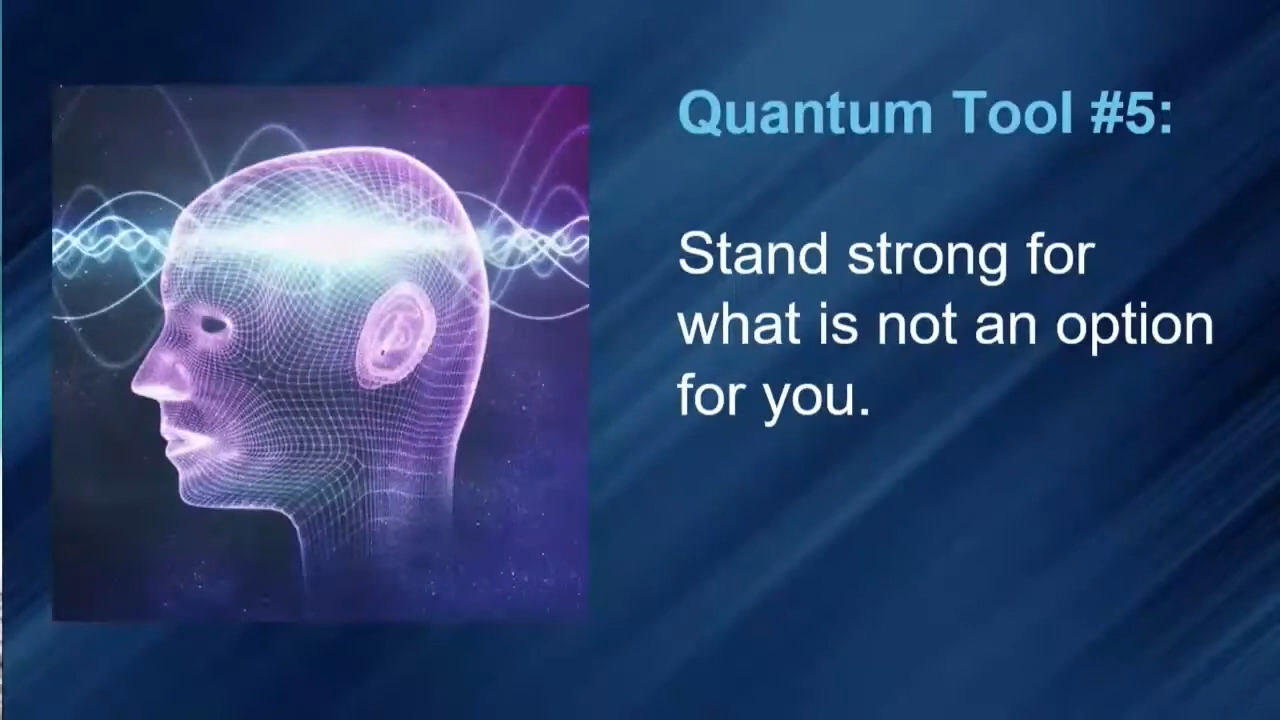 Quantum Tool #5:
Stand strong for
what is not an option
for you.